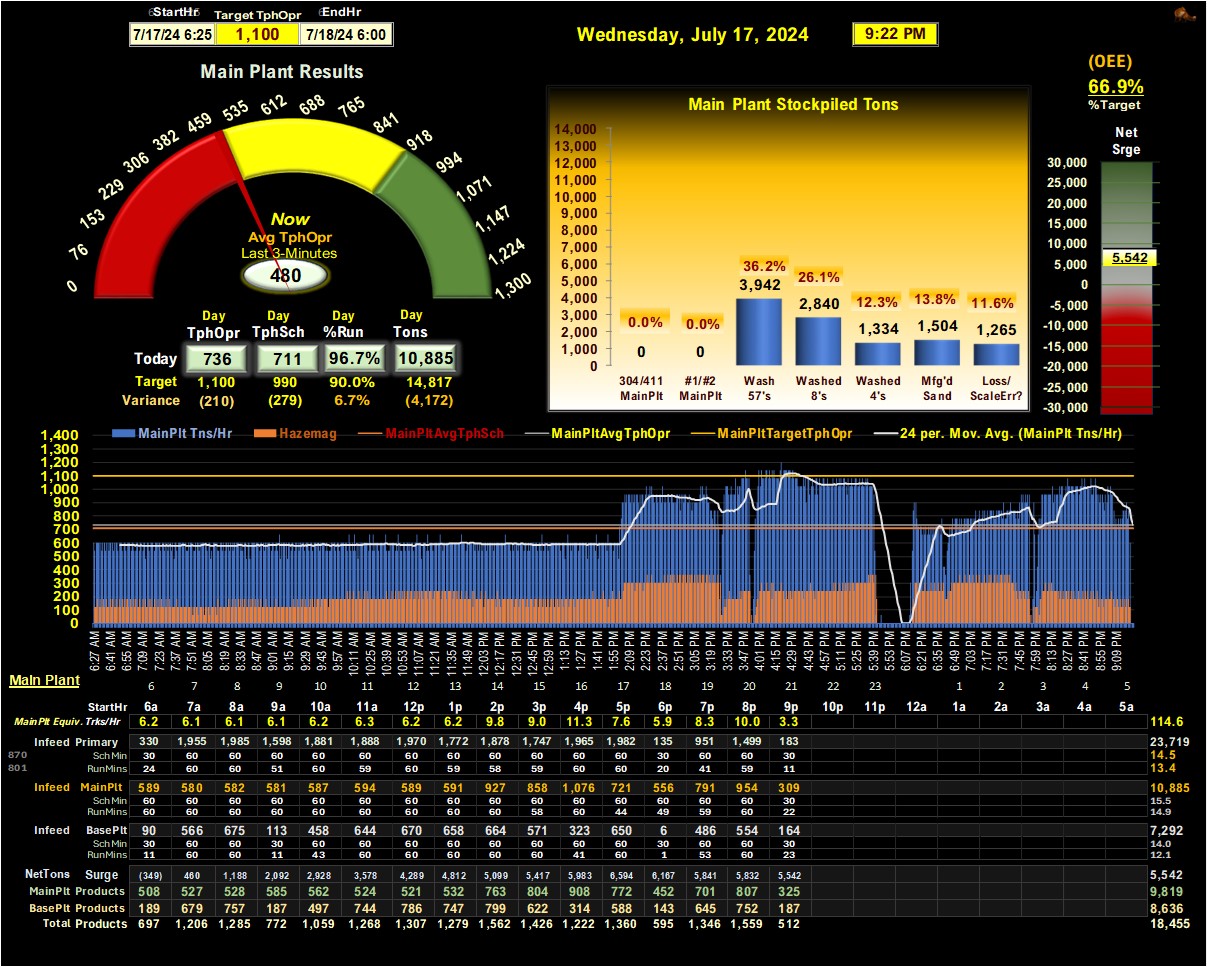 StartHr Target TphOpr EndHr
7/17/24 6:25 1,100 7/18/24 6:00
Wednesday, July 17, 2024 9:22 PM
Main Plant Results
0 76 153 229 306 382 459 535 612 688 765 841 918 994 1,071 1,147 1,224 1,300
Now
Avg TphOpr
Last 3-Minutes
480
Day Day Day Day
TphOpr TphSch %Run Tons
Today 736 711 96.7% 10,885
Target 1,100 990 90.0% 14,817
Variance (210) (279) 6.7% (4,172)
Main Plant Stockpiled Tons
14,000
13,000
12,000
11,000
10,000
9,000
8,000
7,000
6,000
5,000
4,000
3,000
2,000
1,000
0
0.0% 0.0% 36.2% 26.1% 12.3% 13.8% 11.6%
0 0 3,942 2,840 1,334 1,504 1,265
304/411 #1/#2 Wash Washed Washed Mfg'd Loss/
MainPlt MainPlt 57's 8's 4's Sand ScaleErr?
(OEE)
66.9%
%Target
Net
Srge
30,000
25,000
20,000
15,000
10,000
5,000
0
-5,000
-10,000
-15,000
-20,000
-25,000
-30,000
5,542
MainPlt Tns/Hr Hazemag MainPltAvgTphSch MainPltAvgTphOpr MainPltTargetTphOpr 24 per. Mov. Avg. (MainPlt Tns/Hr)
1,400
1,300
1,200
1,100
1,000
900
800
700
600
500
400
300
200
100
0
6:27 AM 6:41 AM 6:55 AM 7:09 AM 7:23 AM 7:37 AM 7:51 AM 8:05 AM 8:19 AM 8:33 AM 8:47 AM 9:01 AM 9:15 AM 9:29 AM 9:43 AM 9:57 AM 10:11 AM 10:25 AM 10:39 AM 10:53 AM 11:07 AM 11:21 AM 11:35 AM 11:49 AM 12:03 PM 12:17 PM 12:31 PM 12:45 PM 12:59 PM 1:13 PM 1:27 PM 1:41 PM 1:55 PM 2:09 PM 2:23 PM 2:37 PM 2:51 PM 3:05 PM 3:19 PM 3:33 PM 3:47 PM 4:01 PM 4:15 PM 4:29 PM 4:43 PM 4:57 PM 5:11 PM 5:25 PM 5:39 PM 5:53 PM 6:07 PM 6:21 PM 6:35 PM 6:49 PM 7:03 PM 7:17 PM 7:31 PM 7:45 PM 7:59 PM 8:13 PM 8:27 PM 8:41 PM 8:55 PM 9:09 PM
Main Plant 6 7 8 9 10 11 12 13 14 15 16 17 18 19 20 21 22 23 1 2 3 4 5
StartHr 6a 7a 8a 9a 10a 11a 12p 1p 2p 3p 4p 5p 6p 7p 8p 9p 10p 11p 12a 1a 2a 3a 4a 5a
MainPlt Equiv. Trks/Hr 6.2 6.1 6.1 6.1 6.2 6.3 6.2 6.2 9.8 9.0 11.3 7.6 5.9 8.3 10.0 3.3 114.6
Infeed Primary 330 1,955 1,985 1,598 1,881 1,888 1,970 1,772 1,878 1,747 1,965 1,982 135 951 1,499 183 23,719
870 SchMin 30 60 60 60 60 60 60 60 60 60 60 60 30 60 60 30 14.5
801 RunMins 24 60 60 51 60 59 60 59 58 59 60 60 20 41 59 11 13.4
Infeed MainPlt 589 580 582 581 587 594 589 591 927 858 1,076 721 556 791 954 309 10,885
SchMin 60 60 60 60 60 60 60 60 60 60 60 60 60 60 60 30 15.5
RunMins 60 60 60 60 60 60 60 60 60 58 60 44 49 59 60 22 14.9
Infeed BasePlt 90 566 675 113 458 644 670 658 664 571 323 650 6 486 554 164 7,292
SchMin 30 60 60 30 60 60 60 60 60 60 60 60 30 60 60 30 14.0
RunMins 11 60 60 11 43 60 60 60 60 60 41 60 1 53 60 23 12.1
NetTons Surge (349) 460 1,188 2,092 2,928 3,578 4,289 4,812 5,099 5,417 5,983 6,594 6,167 5,841 5,832 5,542 5,542
MainPlt Products 508 527 528 585 562 524 521 532 763 804 908 772 452 701 807 325 9,819
BasePlt Products 189 679 757 187 497 744 786 747 799 622 314 588 143 645 752 187 8,636
Total Products 697 1,206 1,285 772 1,059 1,268 1,307 1,279 1,562 1,426 1,222 1,360 595 1,346 1,559 512 18,455